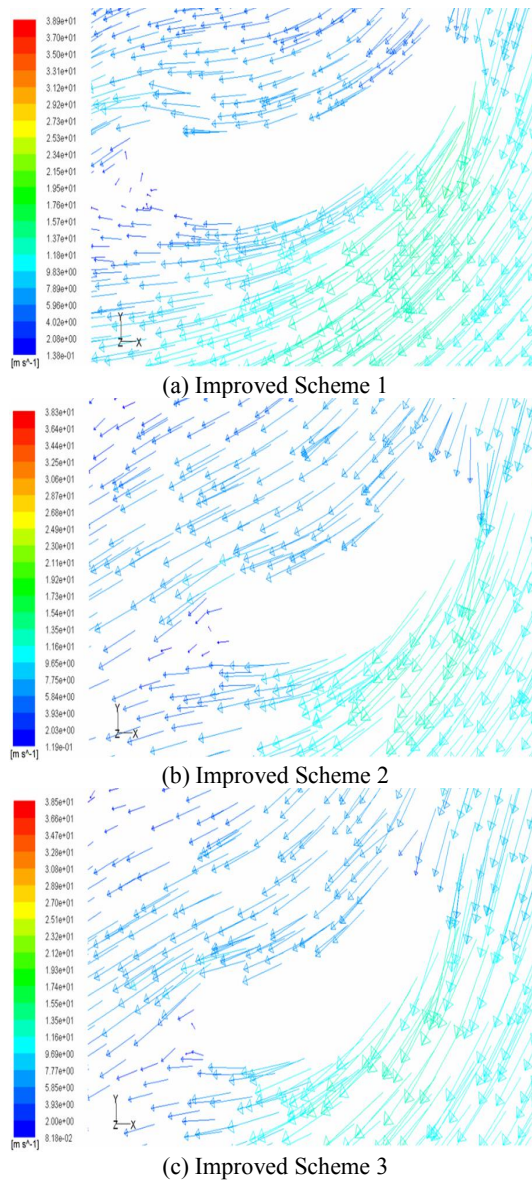 3.89e+01
3.70e+01
3.50e+01
3.31e+01
3.12e+01
2.92e+01
2.73e+01
2.53e+01
2.34e+01
2.15e+01
1.95e+01
1.76e+01
1.57e+01
1.37e+01
1.18e+01
9.83e+00
7.89e+00
5.96e+00
4.02e+00
2.08e+00
1.38e-01
[m s^-1]
Y
Z X
(a) Improved Scheme 1
3.83e+01
3.64e+01
3.44e+01
3.25e+01
3.06e+01
2.87e+01
2.68e+01
2.49e+01
2.30e+01
2.11e+01
1.92e+01
1.73e+01
1.54e+01
1.35e+01
1.16e+01
9.65e+00
7.75e+00
5.84e+00
3.93e+00
2.03e+00
1.19e-01
[m s^-1]
Y
Z X
(b) Improved Scheme 2
3.85e+01
3.66e+01
3.47e+01
3.28e+01
3.08e+01
2.89e+01
2.70e+01
2.51e+01
2.31e+01
2.12e+01
1.93e+01
1.74e+01
1.55e+01
1.35e+01
1.16e+01
9.69e+00
7.77e+00
5.85e+00
3.92e+00
2.00e+00
8.18e-02
[m s^-1]
Y
Z X
(c) Improved Scheme 3